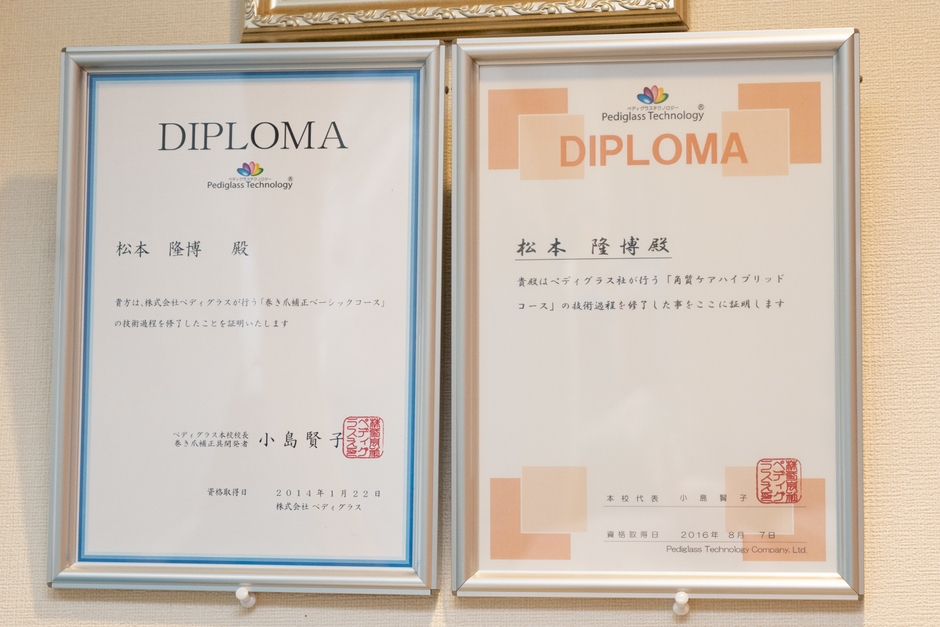 DIPLOMA
ペディグラステクノロジー
Pediglass Technology®
松本 隆博 殿
貴方は、株式会社ペディグラスが行う「巻き爪補正ベーシックコース」
の技術過程を修了したことを証明いたします
ペディグラス本校校長
巻き爪補正具開発者 小島賢子
資格取得日 2014年1月22日
株式会社 ペディグラス
ペディグラステクノロジー
Pediglass Technology®
DIPLOMA
松本 隆博 殿
貴殿はペディグラス社が行う「角質ケアハイブリッド
コース」の技術過程を修了した事をここに証明します
本校代表 小島 賢子
資格取得日 2016年 8月 7日
Pediglass Technology Company, Ltd.